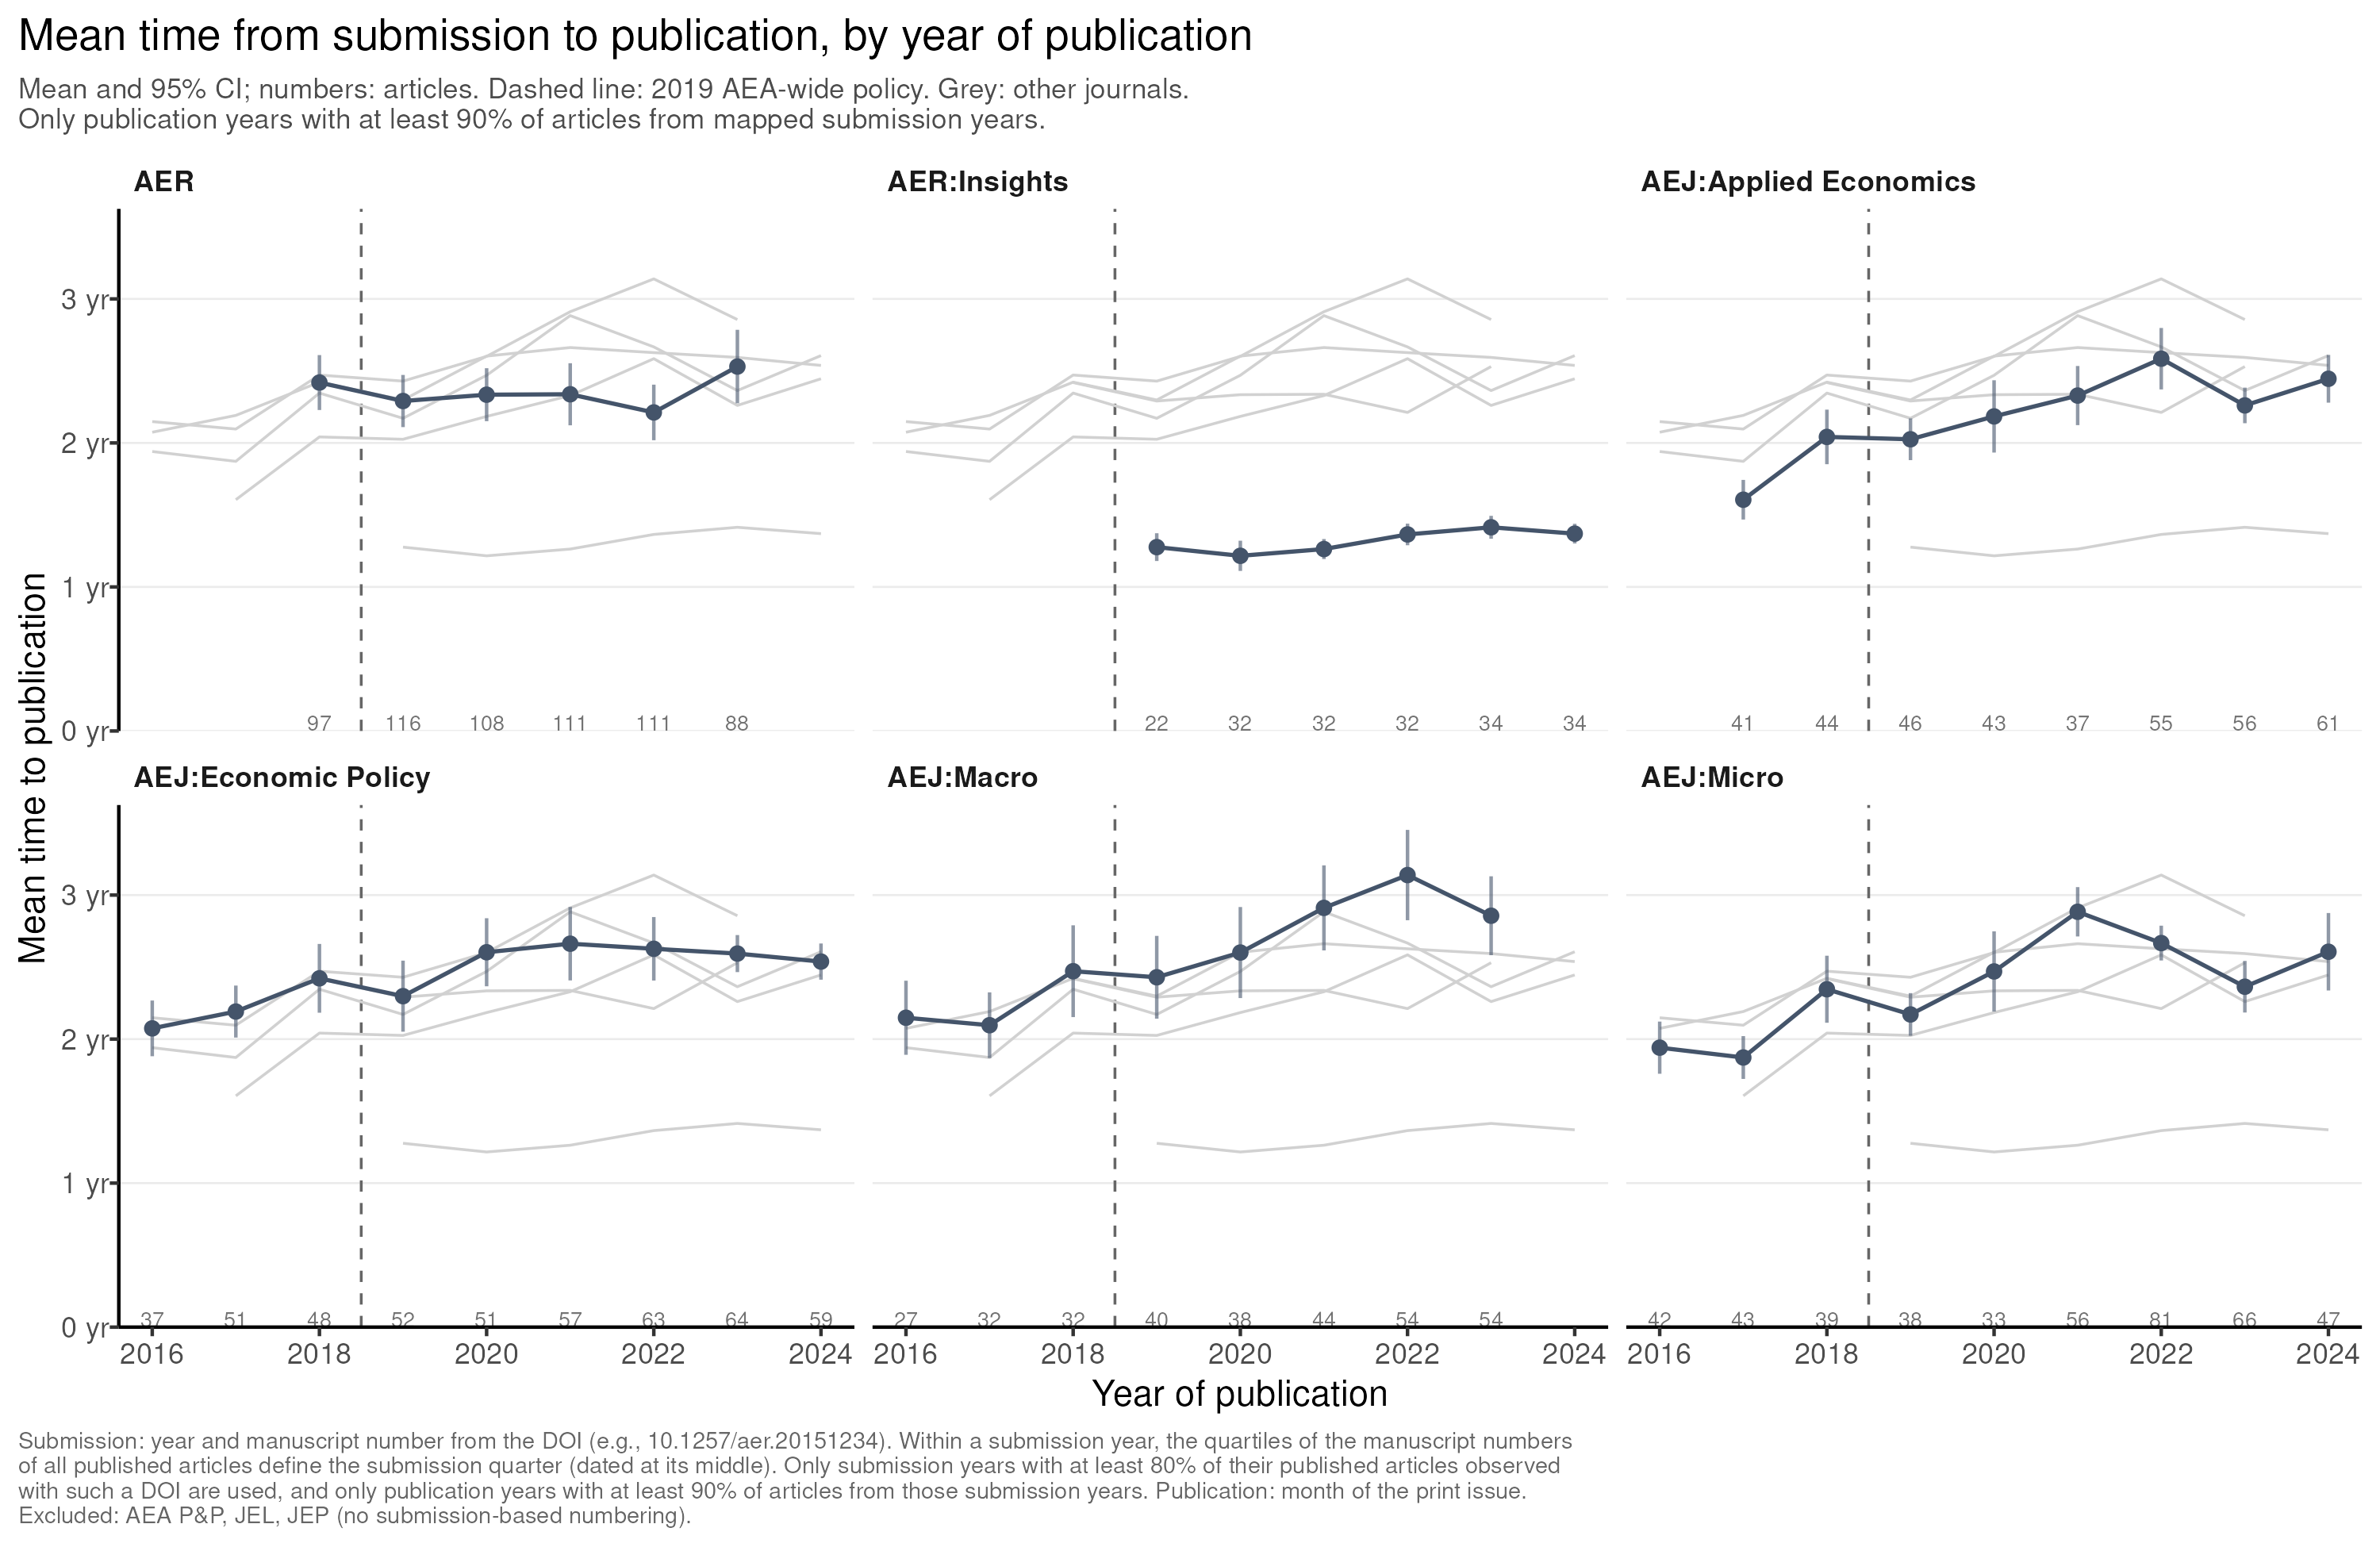 Mean time from submission to publication, by year of publication
Mean and 95% CI; numbers: articles. Dashed line: 2019 AEA-wide policy. Grey: other journals.
Only publication years with at least 90% of articles from mapped submission years.
AER
AER:Insights
AEJ:Applied Economics
3 yr
2 yr
1 yr
0 yr
97 116 108 111 111 88
22 32 32 32 34 34
41 44 46 43 37 55 56 61
Mean time to publication
AEJ:Economic Policy
AEJ:Macro
AEJ:Micro
3 yr
2 yr
1 yr
0 yr
37 51 48 52 51 57 63 64 59
27 32 32 40 38 44 54 54
42 43 39 38 33 56 81 66 47
2016 2018 2020 2022 2024
2016 2018 2020 2022 2024
2016 2018 2020 2022 2024
Year of publication
Submission: year and manuscript number from the DOI (e.g., 10.1257/aer.20151234). Within a submission year, the quartiles of the manuscript numbers
of all published articles define the submission quarter (dated at its middle). Only submission years with at least 80% of their published articles observed
with such a DOI are used, and only publication years with at least 90% of articles from those submission years. Publication: month of the print issue.
Excluded: AEA P&P, JEL, JEP (no submission-based numbering).